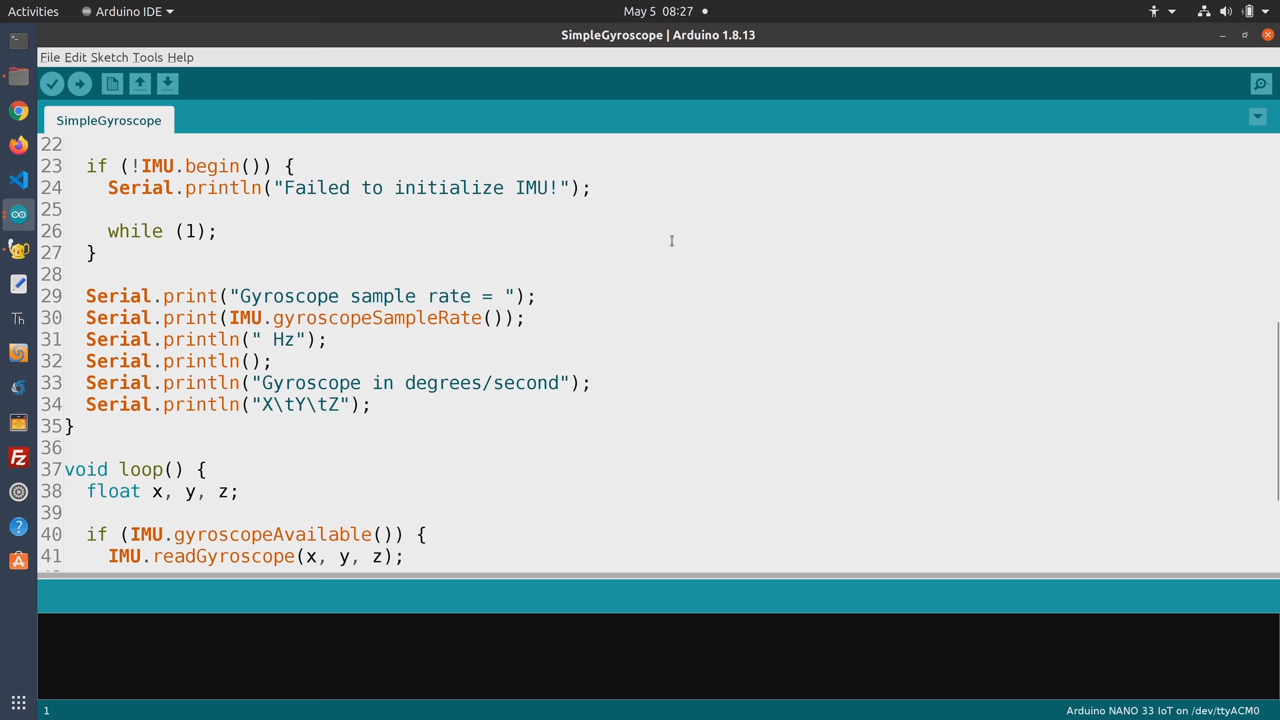 Activities Arduino IDE May 5 08:27
SimpleGyroscope | Arduino 1.8.13
File Edit Sketch Tools Help
SimpleGyroscope
22
23 if (!IMU.begin()) {
24 Serial.println("Failed to initialize IMU!");
25
26 while (1);
27 }
28
29 Serial.print("Gyroscope sample rate = ");
30 Serial.print(IMU.gyroscopeSampleRate());
31 Serial.println(" Hz");
32 Serial.println();
33 Serial.println("Gyroscope in degrees/second");
34 Serial.println("X\tY\tZ");
35 }
36
37 void loop() {
38 float x, y, z;
39
40 if (IMU.gyroscopeAvailable()) {
41 IMU.readGyroscope(x, y, z);
Th
Fz
1 Arduino NANO 33 IoT on /dev/ttyACM0